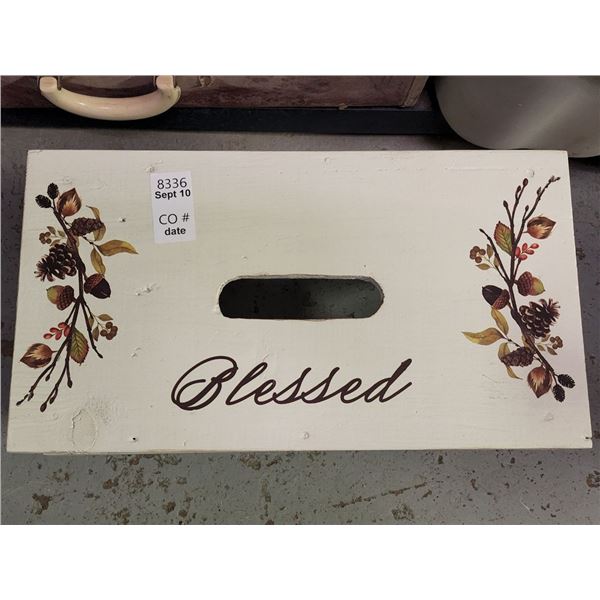 8336
Sept 10
CO #
date
Blessed